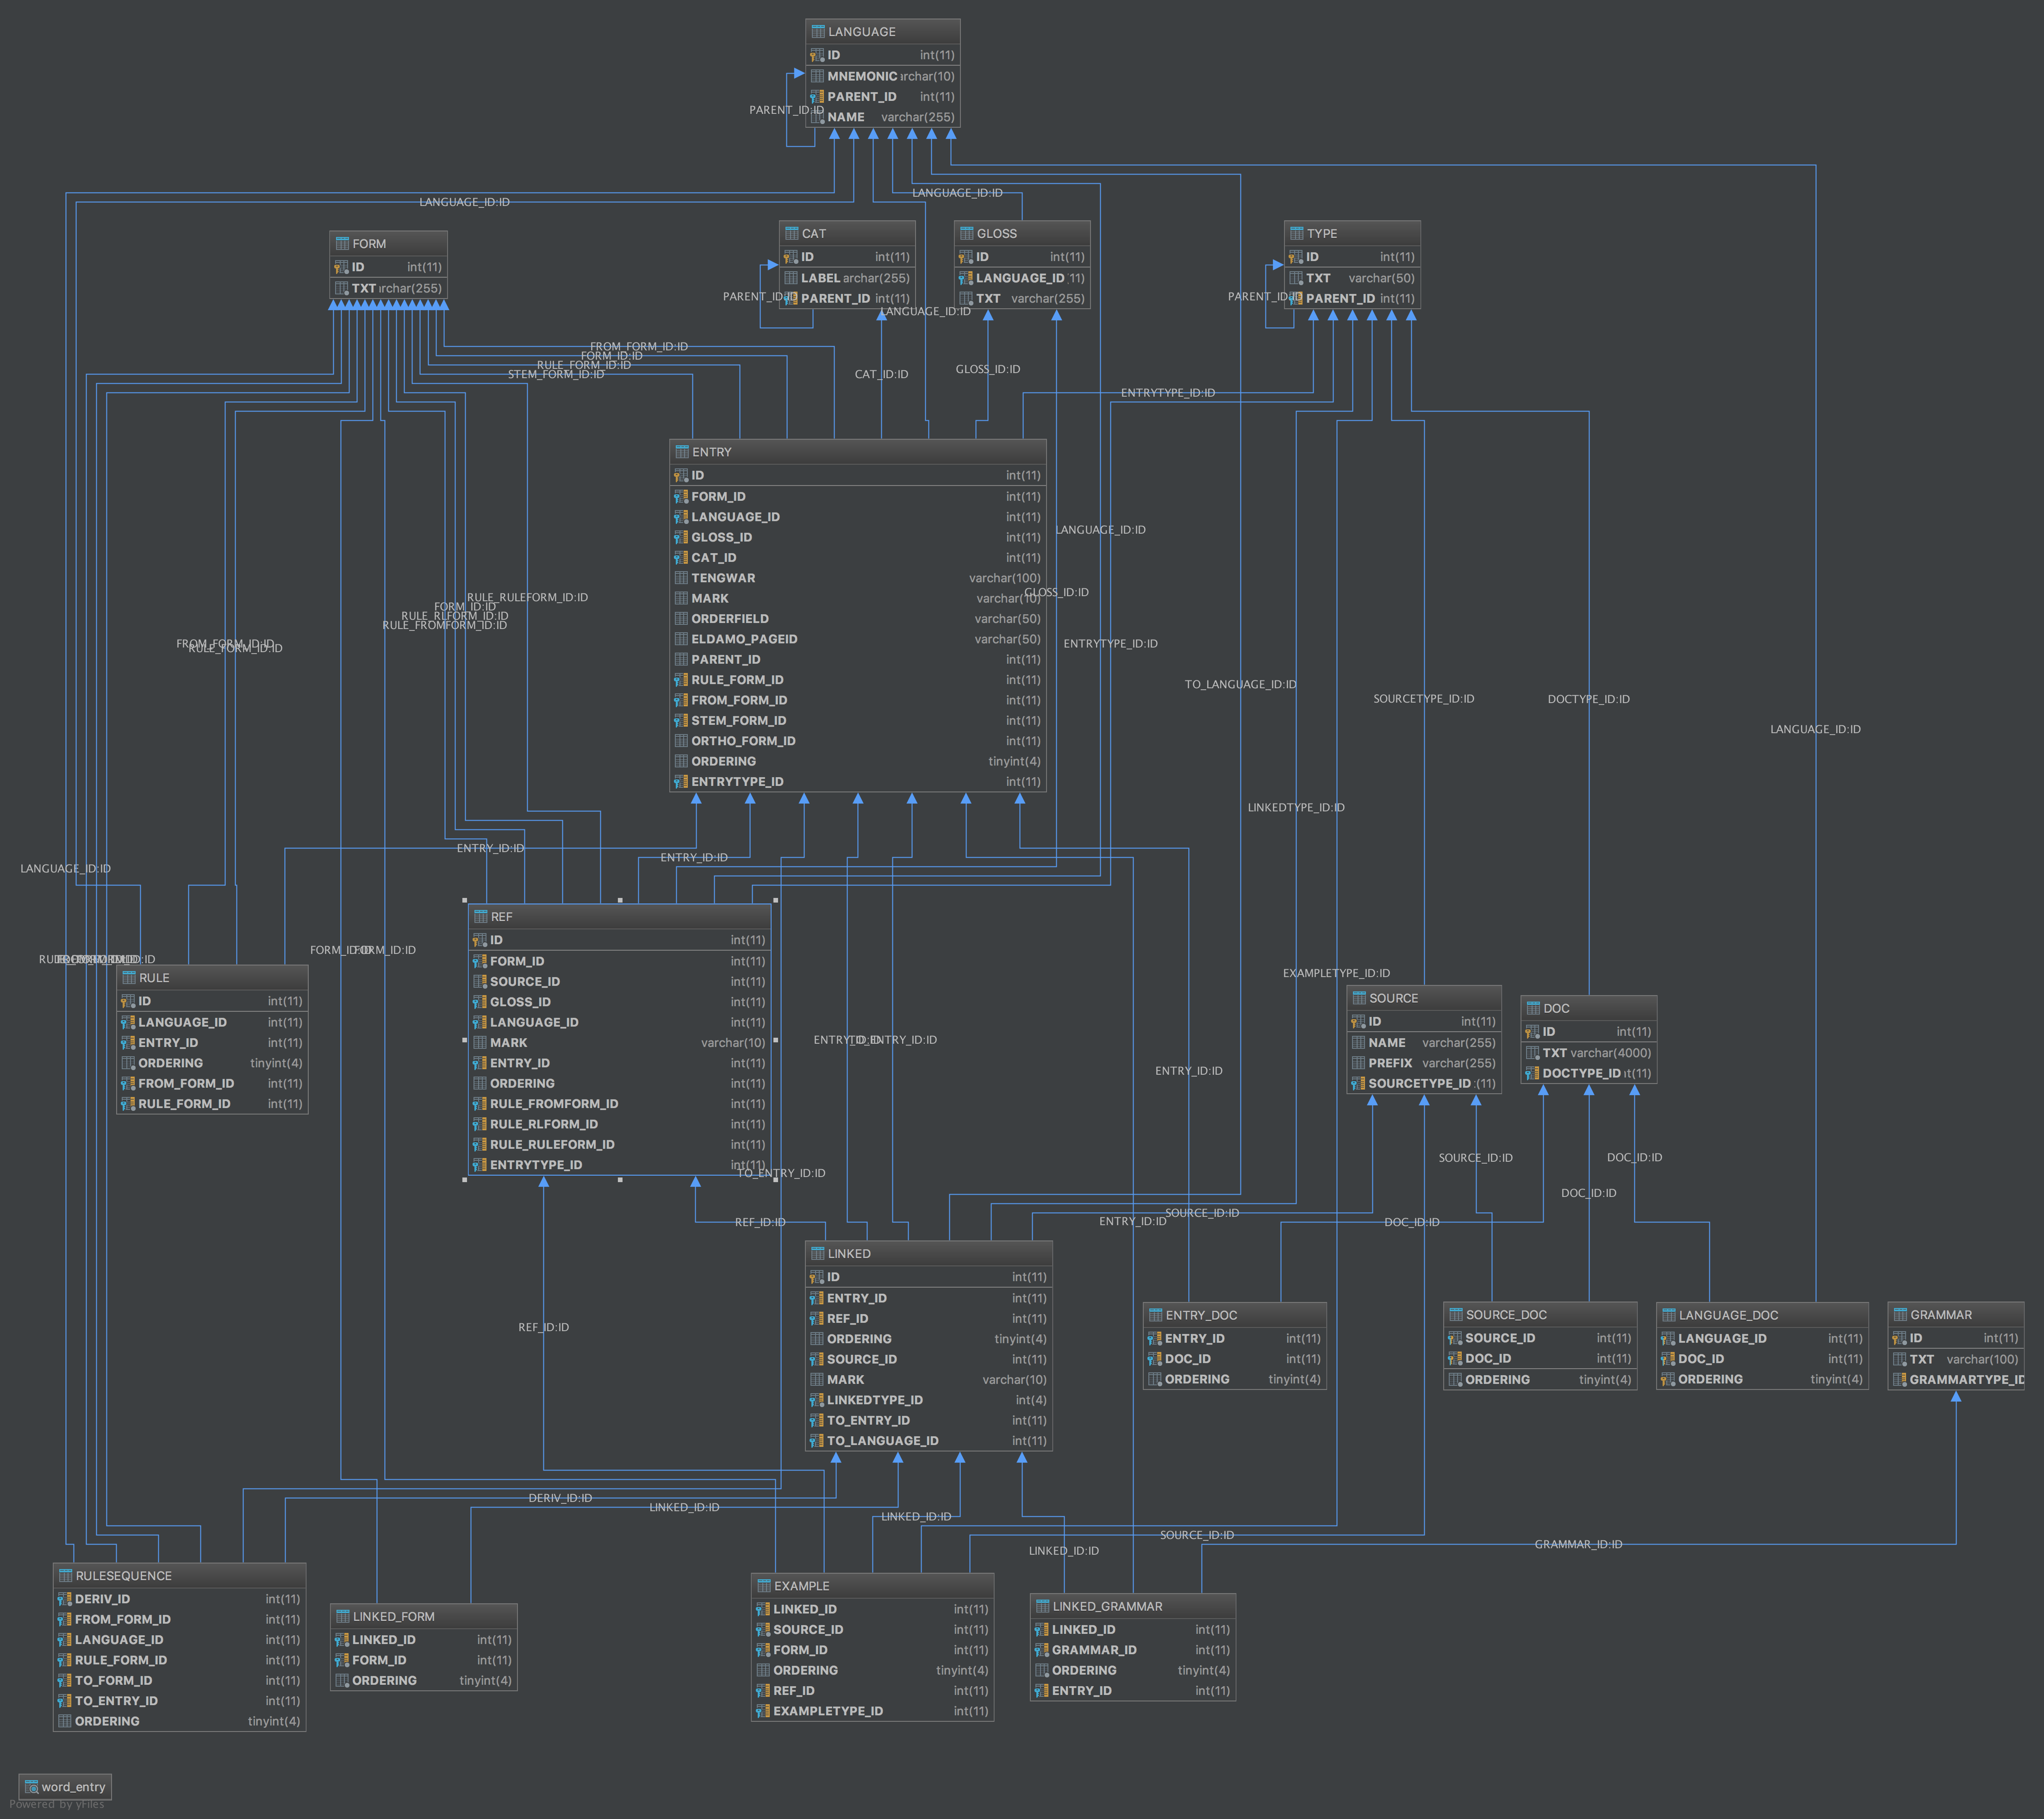 LANGUAGE
ID int(11)
MNEMONIC rchar(10)
PARENT_ID int(11)
NAME varchar(255)
PARENT_ID:ID
LANGUAGE_ID:ID
LANGUAGE_ID:ID
FORM
ID int(11)
TXT rchar(255)
CAT
ID int(11)
LABEL archar(255)
PARENT_ID int(11)
PARENT_ID:ID
GLOSS
ID int(11)
LANGUAGE_ID 11)
TXT varchar(255)
LANGUAGE_ID:ID
TYPE
ID int(11)
TXT varchar(50)
PARENT_ID int(11)
PARENT_ID:ID
FROM_FORM_ID:ID
FORM_ID:ID
RULE_FORM_ID:ID
STEM_FORM_ID:ID
CAT_ID:ID
GLOSS_ID:ID
ENTRYTYPE_ID:ID
ENTRY
ID int(11)
FORM_ID int(11)
LANGUAGE_ID int(11)
GLOSS_ID int(11)
CAT_ID int(11)
TENGWAR varchar(100)
MARK varchar(10)
ORDERFIELD varchar(50)
ELDAMO_PAGEID varchar(50)
PARENT_ID int(11)
RULE_FORM_ID int(11)
FROM_FORM_ID int(11)
STEM_FORM_ID int(11)
ORTHO_FORM_ID int(11)
ORDERING tinyint(4)
ENTRYTYPE_ID int(11)
LANGUAGE_ID:ID
GLOSS_ID:ID
ENTRYTYPE_ID:ID
RULE_RULEFORM_ID:ID
FORM_ID:ID
RULE_RLFORM_ID:ID
RULE_FROMFORM_ID:ID
FROM_FORM_ID:ID
RULE_FORM_ID:ID
TO_LANGUAGE_ID:ID
SOURCETYPE_ID:ID
DOCTYPE_ID:ID
LANGUAGE_ID:ID
LINKEDTYPE_ID:ID
ENTRY_ID:ID
ENTRY_ID:ID
LANGUAGE_ID:ID
FORM_ID:ID
FORM_ID:ID
RULE
ID int(11)
LANGUAGE_ID int(11)
ENTRY_ID int(11)
ORDERING tinyint(4)
FROM_FORM_ID int(11)
RULE_FORM_ID int(11)
REF
ID int(11)
FORM_ID int(11)
SOURCE_ID int(11)
GLOSS_ID int(11)
LANGUAGE_ID int(11)
MARK varchar(10)
ENTRY_ID int(11)
ORDERING int(11)
RULE_FROMFORM_ID int(11)
RULE_RLFORM_ID int(11)
RULE_RULEFORM_ID int(11)
ENTRYTYPE_ID int(11)
TO_ENTRY_ID:ID
ENTRY_ID:ID
TO_ENTRY_ID:ID
ENTRY_ID:ID
EXAMPLETYPE_ID:ID
SOURCE
ID int(11)
NAME varchar(255)
PREFIX varchar(255)
SOURCETYPE_ID (11)
DOC
ID int(11)
TXT varchar(4000)
DOCTYPE_ID t(11)
SOURCE_ID:ID
DOC_ID:ID
DOC_ID:ID
REF_ID:ID
ENTRY_ID:ID
SOURCE_ID:ID
DOC_ID:ID
LINKED
ID int(11)
ENTRY_ID int(11)
REF_ID int(11)
ORDERING tinyint(4)
SOURCE_ID int(11)
MARK varchar(10)
LINKEDTYPE_ID int(4)
TO_ENTRY_ID int(11)
TO_LANGUAGE_ID int(11)
REF_ID:ID
ENTRY_DOC
ENTRY_ID int(11)
DOC_ID int(11)
ORDERING tinyint(4)
SOURCE_DOC
SOURCE_ID int(11)
DOC_ID int(11)
ORDERING tinyint(4)
LANGUAGE_DOC
LANGUAGE_ID int(11)
DOC_ID int(11)
ORDERING tinyint(4)
GRAMMAR
ID int(11)
TXT varchar(100)
GRAMMARTYPE_ID
DERIV_ID:ID
LINKED_ID:ID
LINKED_ID:ID
SOURCE_ID:ID
LINKED_ID:ID
GRAMMAR_ID:ID
RULESEQUENCE
DERIV_ID int(11)
FROM_FORM_ID int(11)
LANGUAGE_ID int(11)
RULE_FORM_ID int(11)
TO_FORM_ID int(11)
TO_ENTRY_ID int(11)
ORDERING tinyint(4)
LINKED_FORM
LINKED_ID int(11)
FORM_ID int(11)
ORDERING tinyint(4)
EXAMPLE
LINKED_ID int(11)
SOURCE_ID int(11)
FORM_ID int(11)
ORDERING tinyint(4)
REF_ID int(11)
EXAMPLETYPE_ID int(11)
LINKED_GRAMMAR
LINKED_ID int(11)
GRAMMAR_ID int(11)
ORDERING tinyint(4)
ENTRY_ID int(11)
word_entry
Powered by yFiles